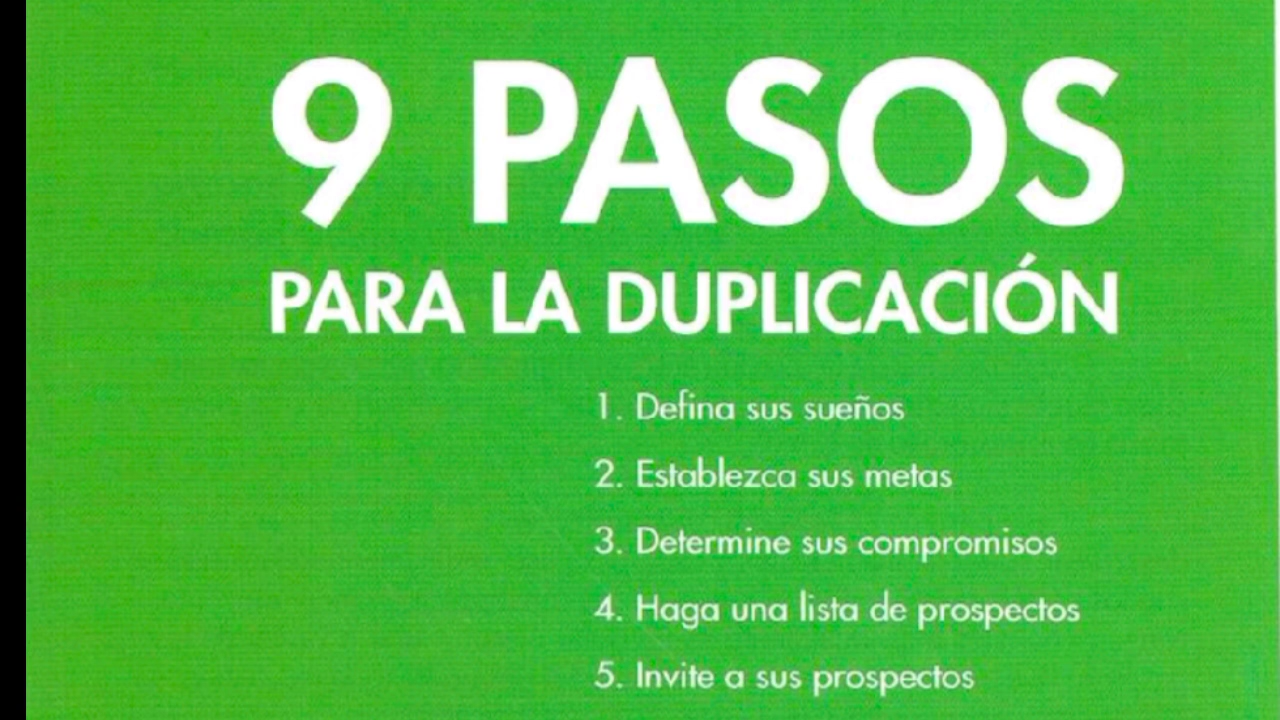 9 PASOS
PARA LA DUPLICACIÓN
1. Defina sus sueños
2. Establezca sus metas
3. Determine sus compromisos
4. Haga una lista de prospectos
5. Invite a sus prospectos